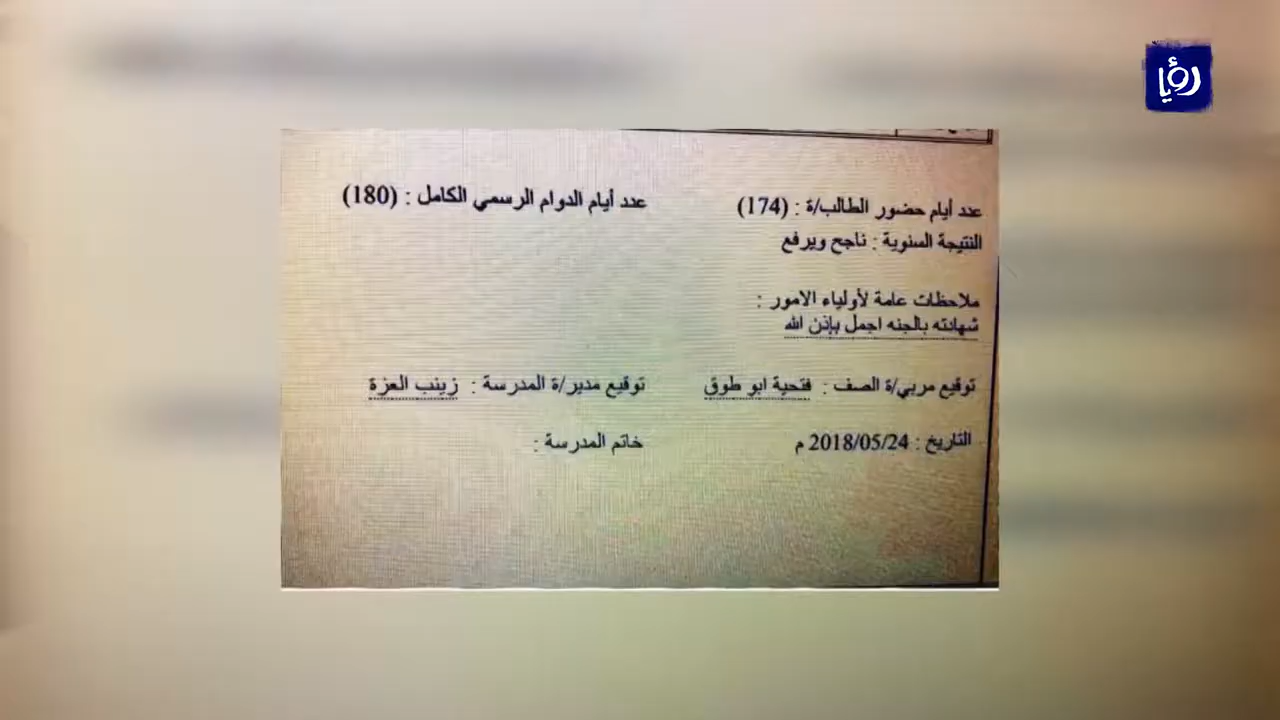 رؤيا
عدد أيام حضور الطالب/ة : (174) عدد أيام الدوام الرسمي الكامل : (180)
النتيجة السنوية : ناجح ويرفع
ملاحظات عامة لأولياء الامور :
شهادته بالجنه اجمل بإذن الله
توقيع مربي/ة الصف : فتحية ابو طوق توقيع مدير/ة المدرسة : زينب العزة
التاريخ : 2018/05/24 م خاتم المدرسة :